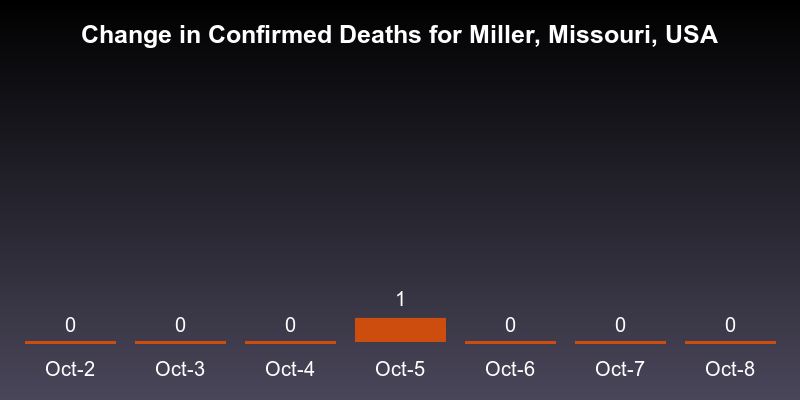 Change in Confirmed Deaths for Miller, Missouri, USA
1
0 0 0 0 0 0
Oct-2 Oct-3 Oct-4 Oct-5 Oct-6 Oct-7 Oct-8